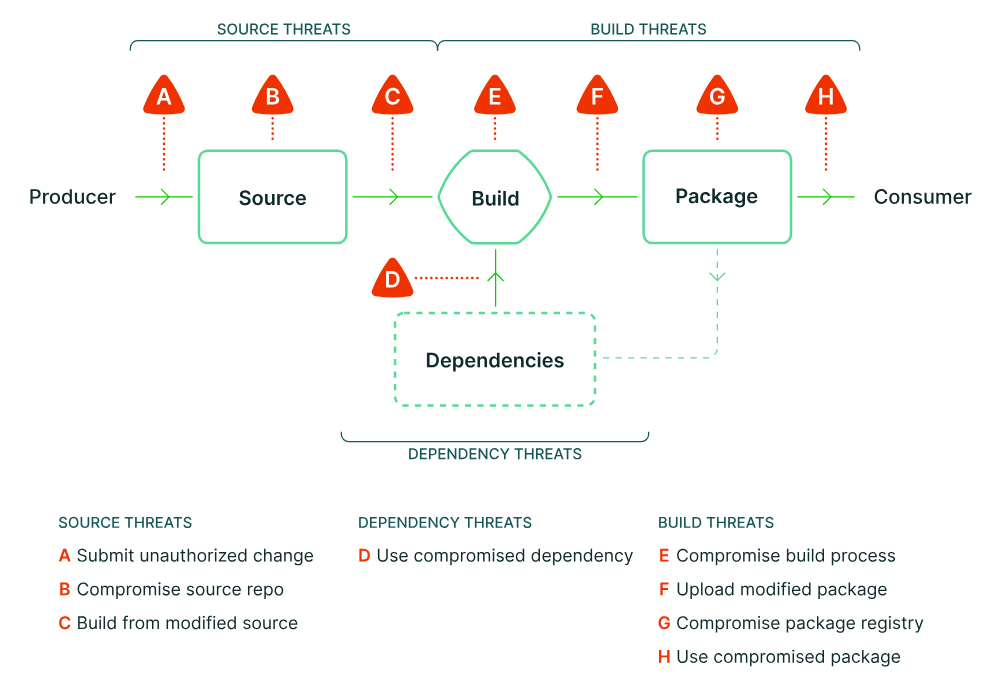 SOURCE THREATS
BUILD THREATS
A
B
C
E
F
G
H
Producer
Source
Build
Package
Consumer
D
Dependencies
DEPENDENCY THREATS
SOURCE THREATS
A Submit unauthorized change
B Compromise source repo
C Build from modified source
DEPENDENCY THREATS
D Use compromised dependency
BUILD THREATS
E Compromise build process
F Upload modified package
G Compromise package registry
H Use compromised package